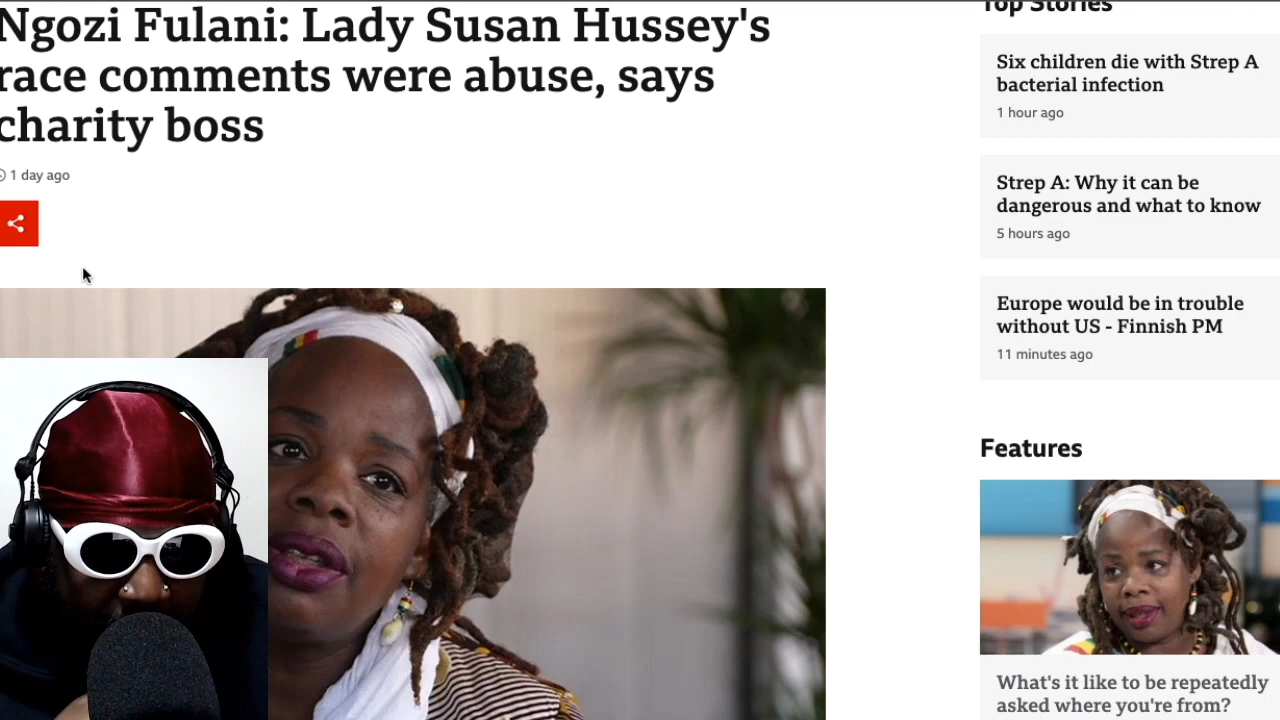 Ngozi Fulani: Lady Susan Hussey's
race comments were abuse, says
charity boss
1 day ago
Top Stories
Six children die with Strep A
bacterial infection
1 hour ago
Strep A: Why it can be
dangerous and what to know
5 hours ago
Europe would be in trouble
without US - Finnish PM
11 minutes ago
Features
What's it like to be repeatedly
asked where you're from?